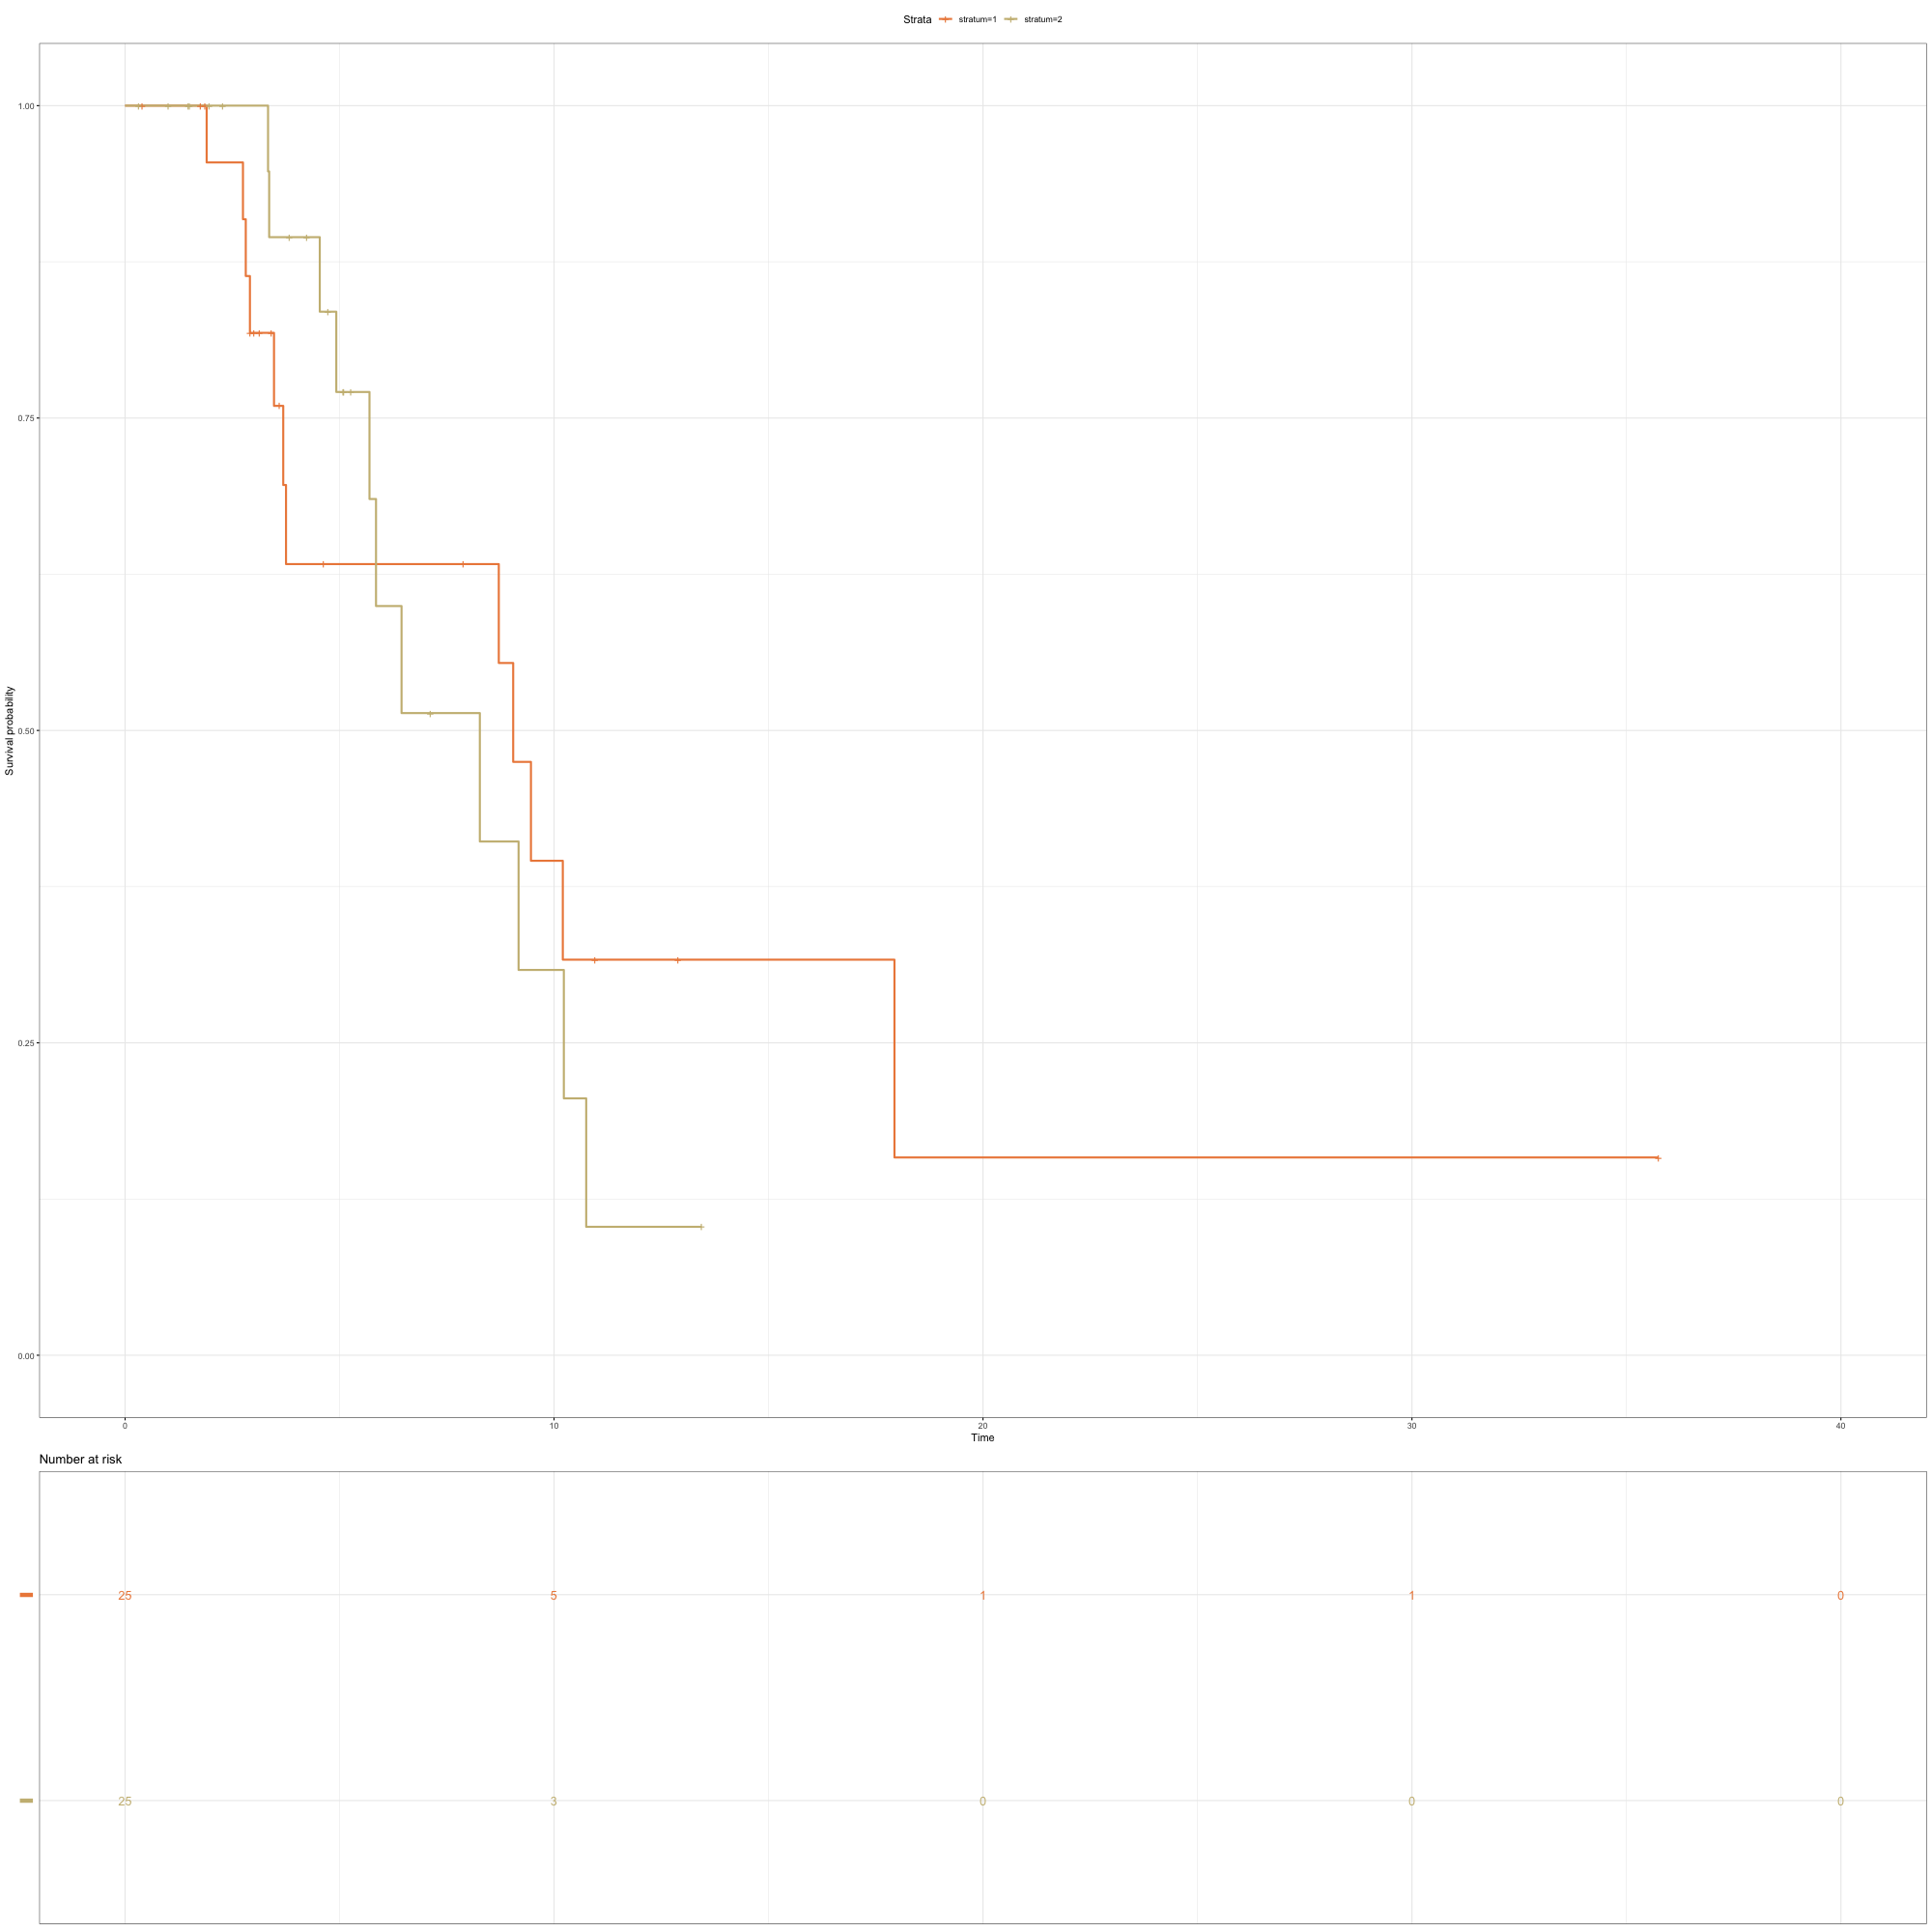 Strata stratum=1 stratum=2
1.00
0.75
0.50
0.25
0.00
Survival probability
0 10 20 30 40
Time
Number at risk
25 5 1 1 0
25 3 0 0 0